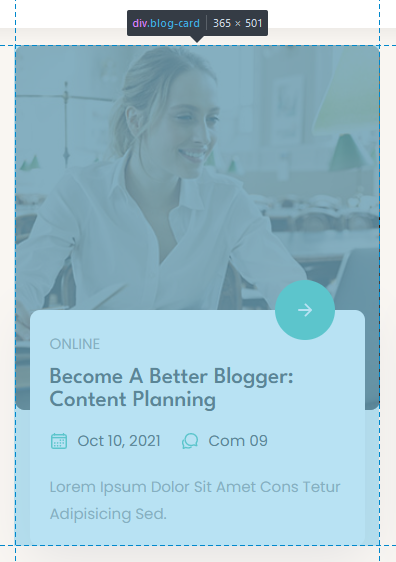 div.blog-card 365 × 501
ONLINE
Become A Better Blogger:
Content Planning
Oct 10, 2021 Com 09
Lorem Ipsum Dolor Sit Amet Cons Tetur
Adipisicing Sed.